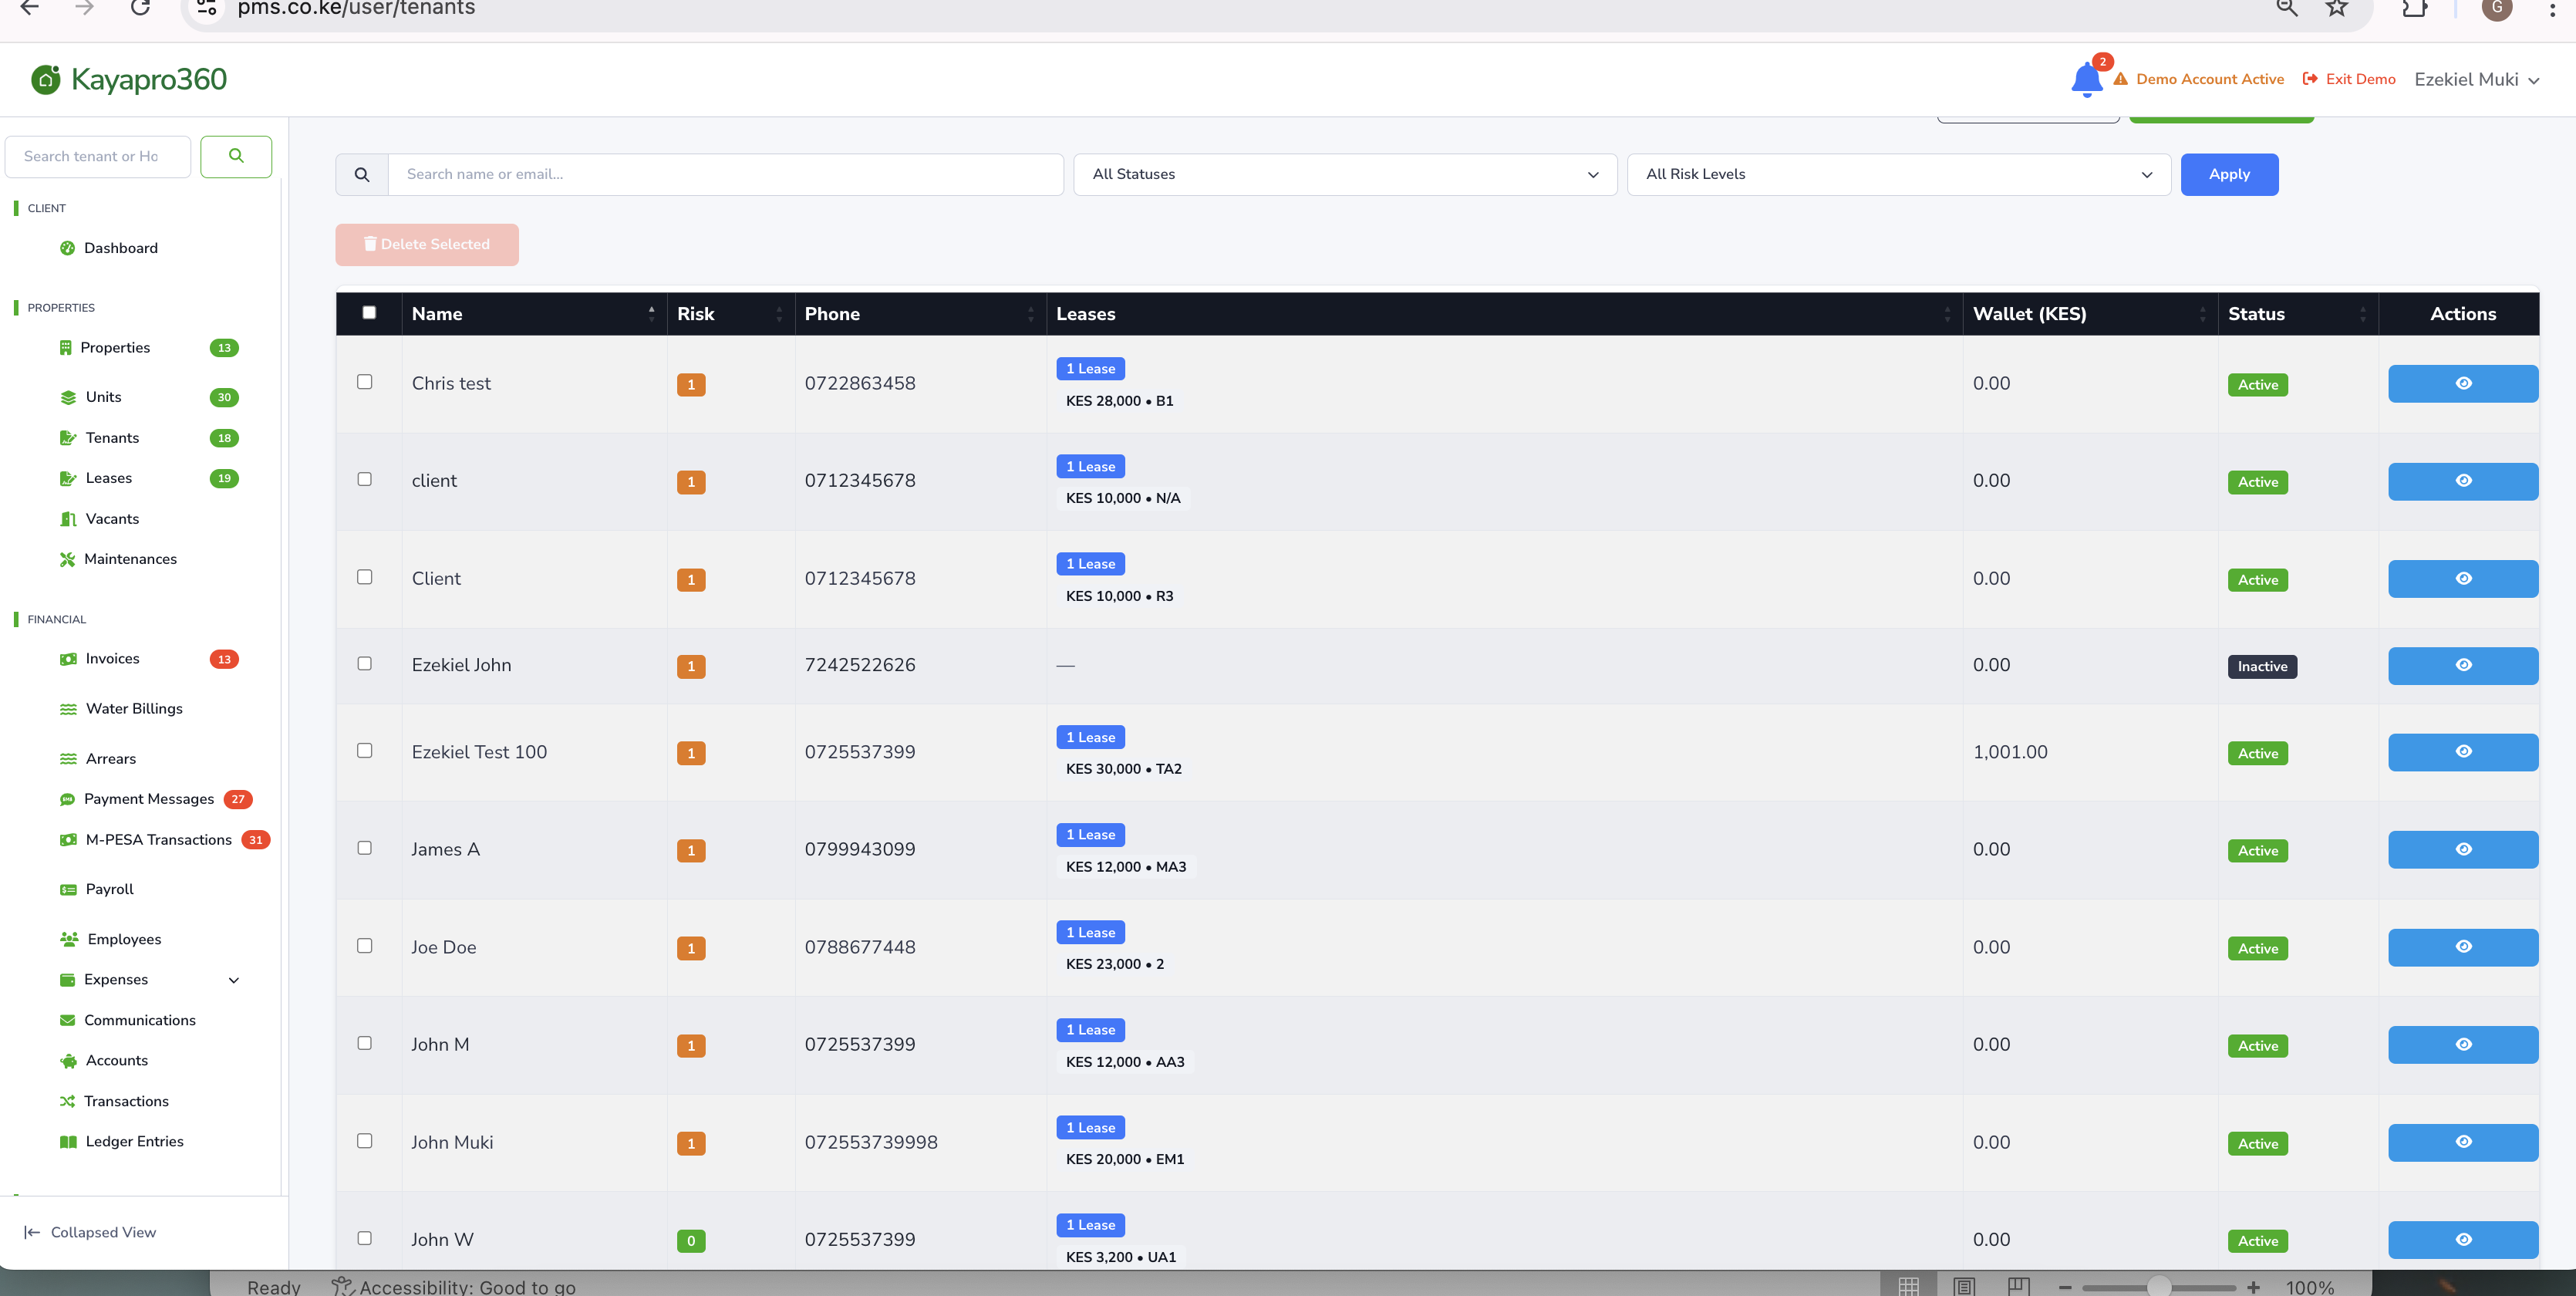 pms.co.ke/user/tenants
G
Kayapro360
2
Demo Account Active
Exit Demo
Ezekiel Muki
Search tenant or Ho
CLIENT
Dashboard
PROPERTIES
Properties 13
Units 30
Tenants 18
Leases 19
Vacants
Maintenances
FINANCIAL
Invoices 13
Water Billings
Arrears
Payment Messages 27
M-PESA Transactions 31
Payroll
Employees
Expenses
Communications
Accounts
Transactions
Ledger Entries
Collapsed View
Search name or email...
All Statuses
All Risk Levels
Apply
Delete Selected
Name Risk Phone Leases Wallet (KES) Status Actions
Chris test 1 0722863458 1 Lease 0.00 Active
KES 28,000 • B1
client 1 0712345678 1 Lease 0.00 Active
KES 10,000 • N/A
Client 1 0712345678 1 Lease 0.00 Active
KES 10,000 • R3
Ezekiel John 1 7242522626 — 0.00 Inactive
Ezekiel Test 100 1 0725537399 1 Lease 1,001.00 Active
KES 30,000 • TA2
James A 1 0799943099 1 Lease 0.00 Active
KES 12,000 • MA3
Joe Doe 1 0788677448 1 Lease 0.00 Active
KES 23,000 • 2
John M 1 0725537399 1 Lease 0.00 Active
KES 12,000 • AA3
John Muki 1 072553739998 1 Lease 0.00 Active
KES 20,000 • EM1
John W 0 0725537399 1 Lease 0.00 Active
KES 3,200 • UA1
Ready
Accessibility: Good to go
100%